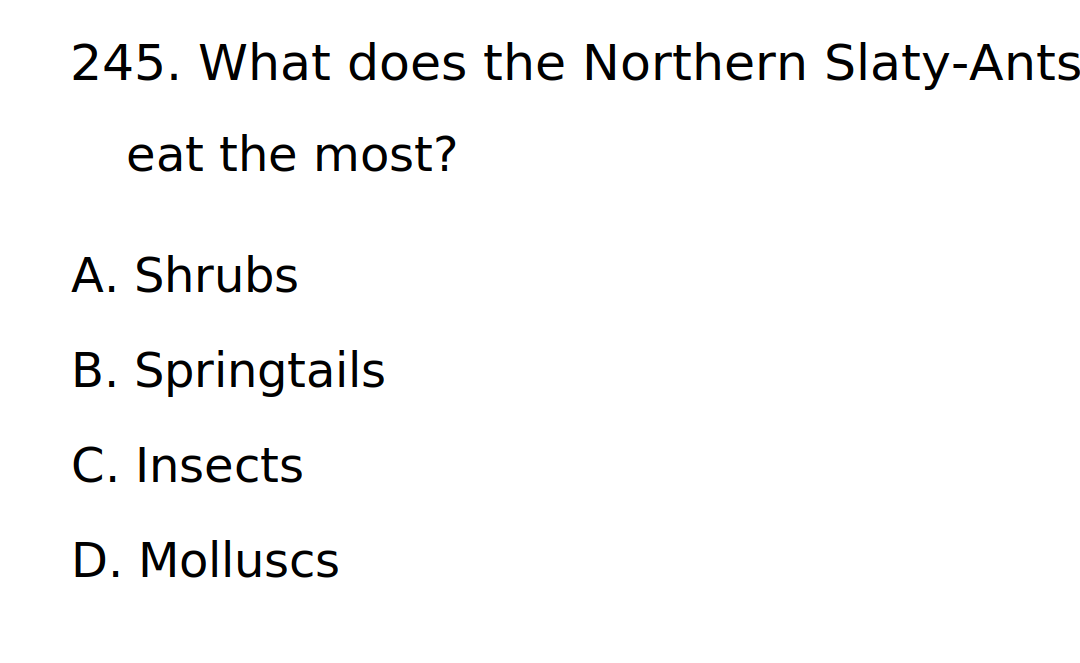 245. What does the Northern Slaty-Ants
eat the most?
A. Shrubs
B. Springtails
C. Insects
D. Molluscs